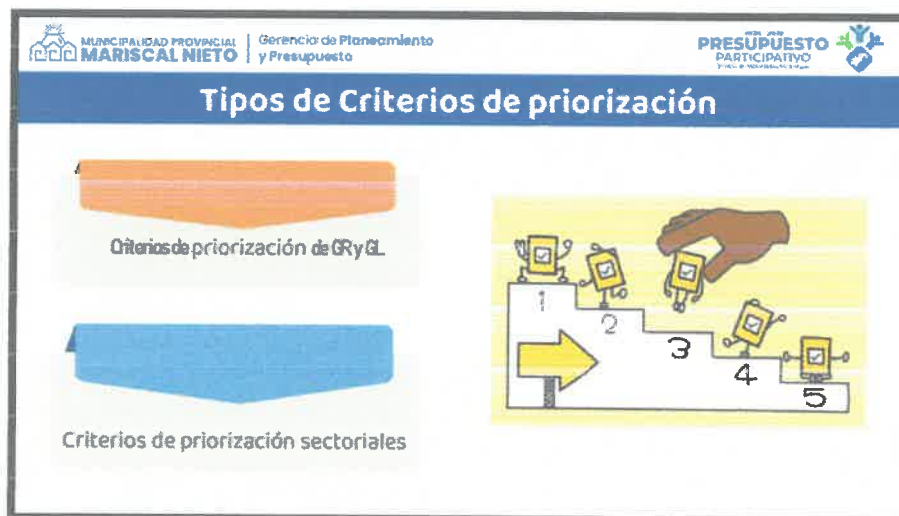 MUNICIPALIDAD PROVINCIAL
MARISCAL NIETO
Gerencia de Planeamiento
y Presupuesto
PRESUPUESTO
PARTICIPATIVO
Tipos de Criterios de priorización
Criterios de priorización de GR y GL
Criterios de priorización sectoriales
1
2
3
4
5